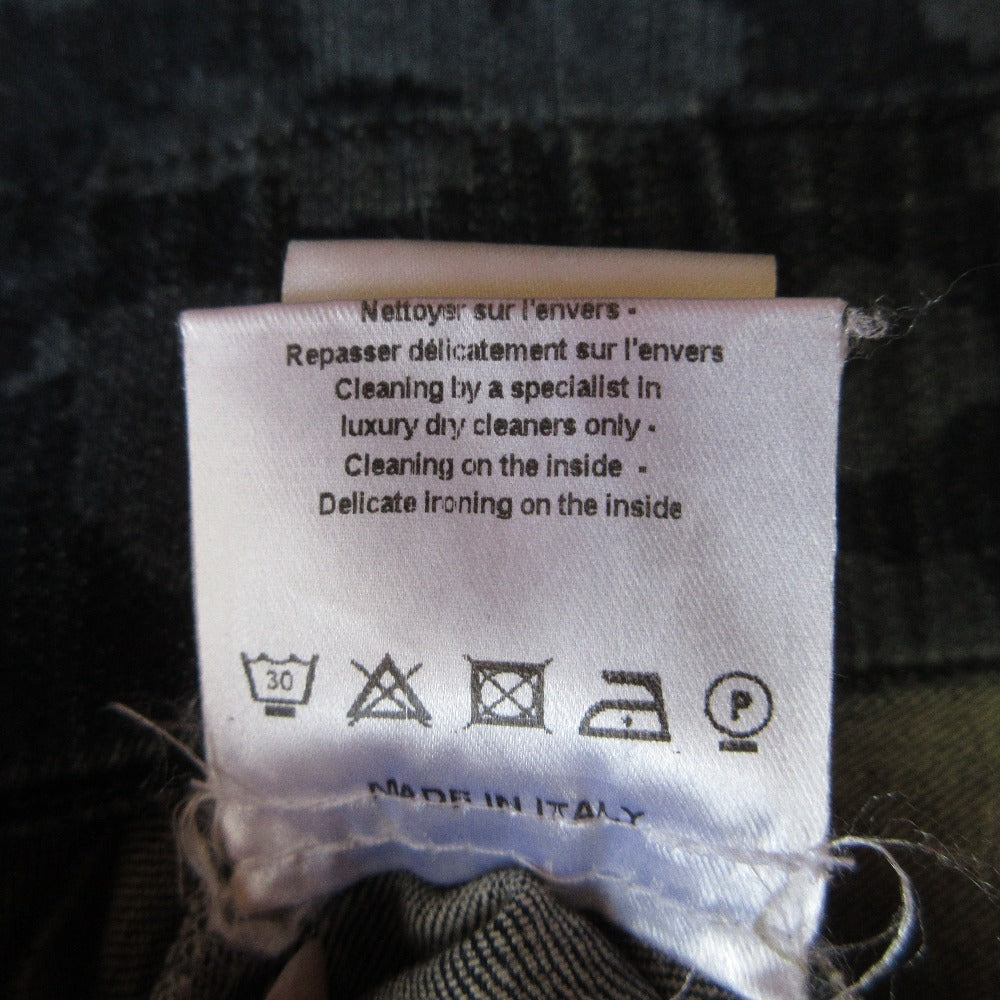 Nettoyer sur l'envers -
Repasser délicatement sur l'envers
Cleaning by a specialist in
luxury dry cleaners only -
Cleaning on the inside -
Delicate ironing on the inside
30
P
MADE IN ITALY